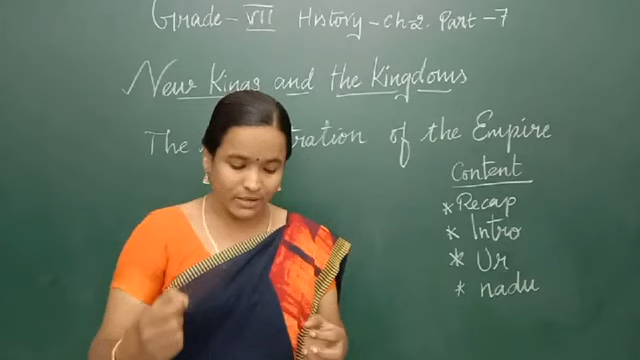 Grade - VII History - Ch-2. Part - 7
New Kings and the Kingdoms
The of the Empire
Content
* Recap
* Intro
* Ur
* nadu